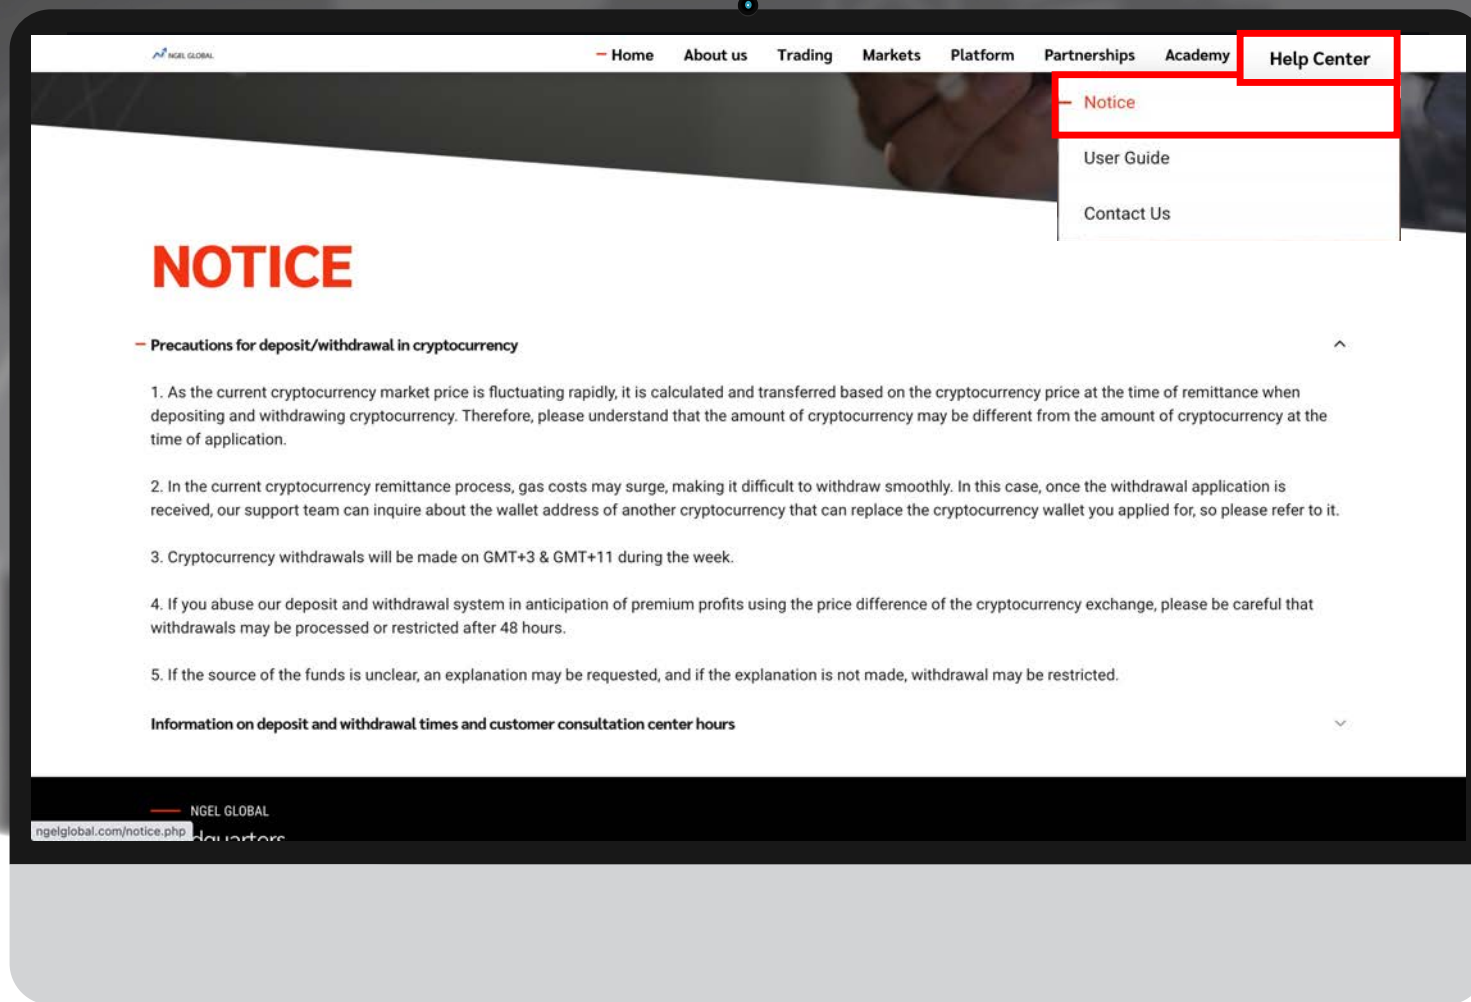 NGEL GLOBAL
Home About us Trading Markets Platform Partnerships Academy Help Center
Notice
User Guide
Contact Us
NOTICE
Precautions for deposit/withdrawal in cryptocurrency
1. As the current cryptocurrency market price is fluctuating rapidly, it is calculated and transferred based on the cryptocurrency price at the time of remittance when
depositing and withdrawing cryptocurrency. Therefore, please understand that the amount of cryptocurrency may be different from the amount of cryptocurrency at the
time of application.
2. In the current cryptocurrency remittance process, gas costs may surge, making it difficult to withdraw smoothly. In this case, once the withdrawal application is
received, our support team can inquire about the wallet address of another cryptocurrency that can replace the cryptocurrency wallet you applied for, so please refer to it.
3. Cryptocurrency withdrawals will be made on GMT+3 & GMT+11 during the week.
4. If you abuse our deposit and withdrawal system in anticipation of premium profits using the price difference of the cryptocurrency exchange, please be careful that
withdrawals may be processed or restricted after 48 hours.
5. If the source of the funds is unclear, an explanation may be requested, and if the explanation is not made, withdrawal may be restricted.
Information on deposit and withdrawal times and customer consultation center hours
NGEL GLOBAL
ngelglobal.com/notice.php